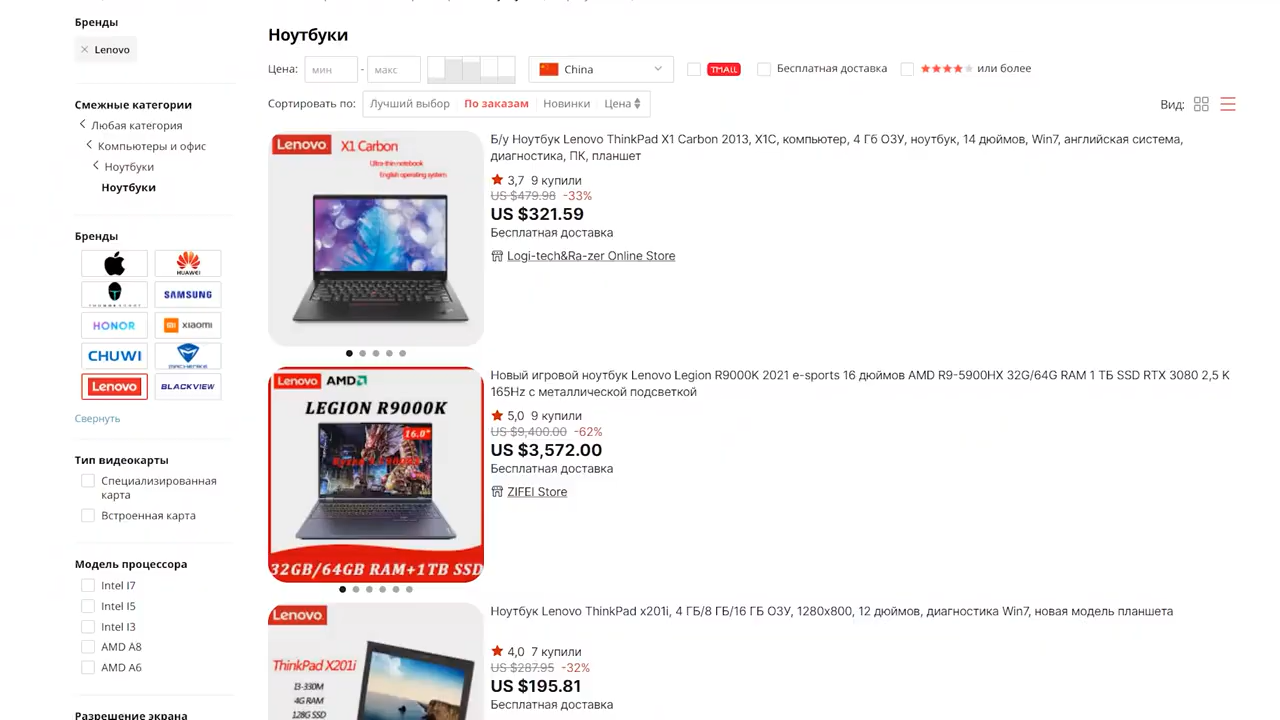 Бренды
Lenovo
Смежные категории
Любая категория
Компьютеры и офис
Ноутбуки
Ноутбуки
Бренды
HUAWEI
SAMSUNG
HONOR
xiaomi
CHUWI
MACHENIKE
Lenovo
BLACKVIEW
Свернуть
Тип видеокарты
Специализированная
карта
Встроенная карта
Модель процессора
Intel I7
Intel I5
Intel I3
AMD A8
AMD A6
Разрешение экрана
Ноутбуки
Цена: мин - макс China TMALL Бесплатная доставка или более
Сортировать по: Лучший выбор По заказам Новинки Цена
Вид:
Lenovo X1 Carbon
Ultra thin notebook
English operating system
Б/у Ноутбук Lenovo ThinkPad X1 Carbon 2013, X1C, компьютер, 4 Гб ОЗУ, ноутбук, 14 дюймов, Win7, английская система,
диагностика, ПК, планшет
3,7 9 купили
US $479.98 -33%
US $321.59
Бесплатная доставка
Logi-tech&Ra-zer Online Store
Lenovo AMD
LEGION R9000K
16.0"
32GB/64GB RAM+1TB SSD
Новый игровой ноутбук Lenovo Legion R9000K 2021 e-sports 16 дюймов AMD R9-5900HX 32G/64G RAM 1 ТБ SSD RTX 3080 2,5 K
165Hz с металлической подсветкой
5,0 9 купили
US $9,400.00 -62%
US $3,572.00
Бесплатная доставка
ZIFEI Store
Lenovo.
ThinkPad X201i
I3-330M
4G RAM
128G SSD
Ноутбук Lenovo ThinkPad x201i, 4 ГБ/8 ГБ/16 ГБ ОЗУ, 1280x800, 12 дюймов, диагностика Win7, новая модель планшета
4,0 7 купили
US $287.95 -32%
US $195.81
Бесплатная доставка